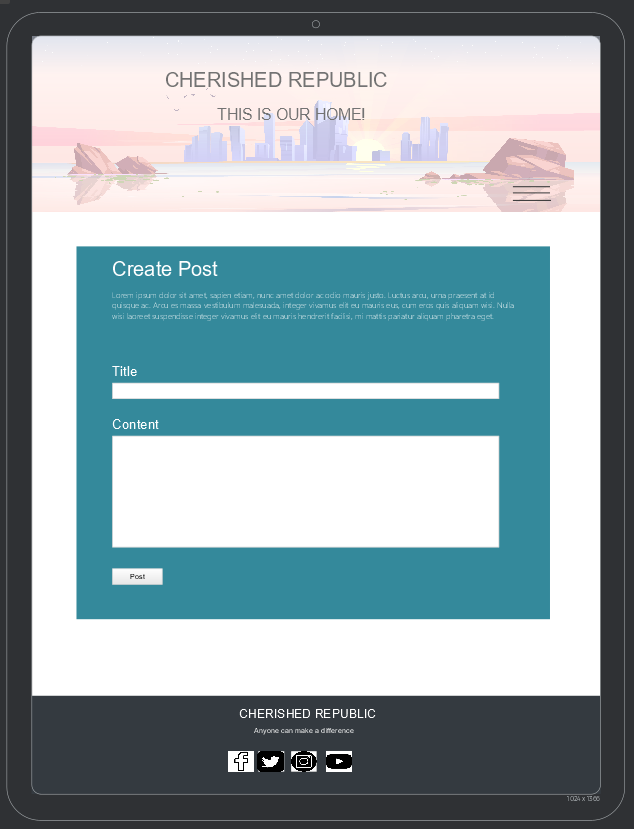 CHERISHED REPUBLIC
THIS IS OUR HOME!
Create Post
Lorem ipsum dolor sit amet, sapien etiam, nunc amet dolor ac odio mauris justo. Luctus arcu, urna praesent at id
quisque ac. Arcu es massa vestibulum malesuada, integer vivamus elit eu mauris eus, cum eros quis aliquam wisi. Nulla
wisi laoreet suspendisse integer vivamus elit eu mauris hendrerit facilisi, mi mattis pariatur aliquam pharetra eget.
Title
Content
Post
CHERISHED REPUBLIC
Anyone can make a difference
1024 x 1366